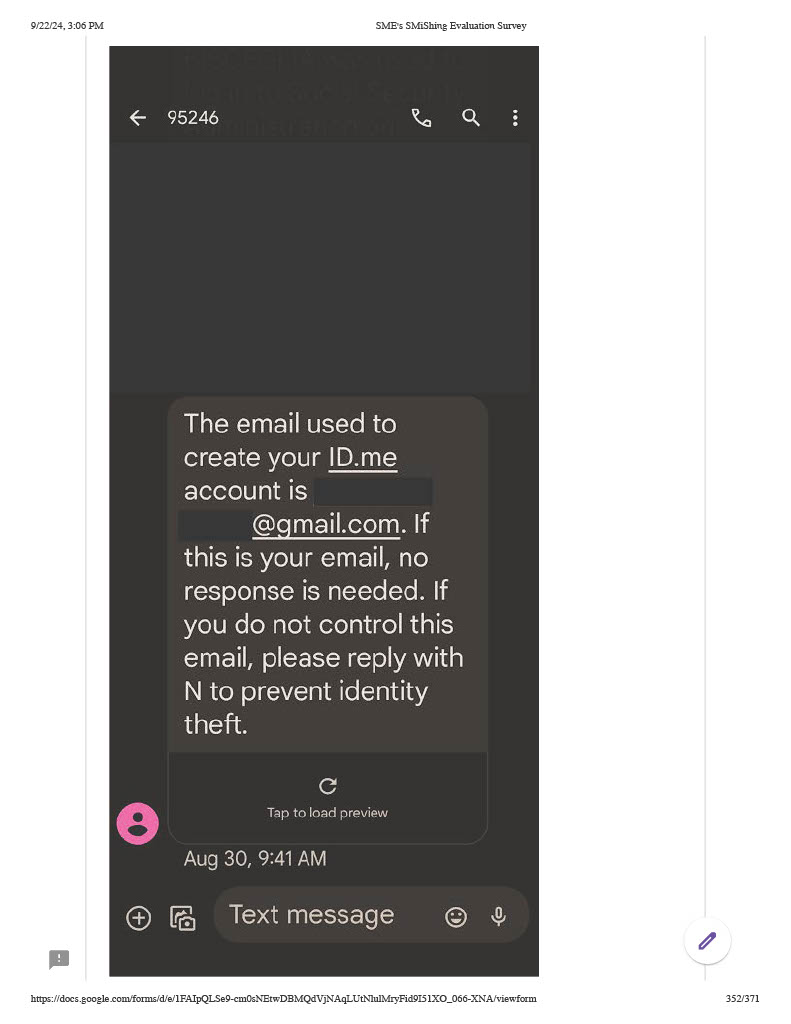 9/22/24, 3:06 PM
SME's SMiShing Evaluation Survey
95246
The email used to
create your ID.me
account is
@gmail.com. If
this is your email, no
response is needed. If
you do not control this
email, please reply with
N to prevent identity
theft.
Tap to load preview
Aug 30, 9:41 AM
Text message
https://docs.google.com/forms/d/e/1FAIpQLSe9-cm0sNEtwDBMQdVjNAqLUtNlulMryFid9I51XO_066-XNA/viewform
352/371